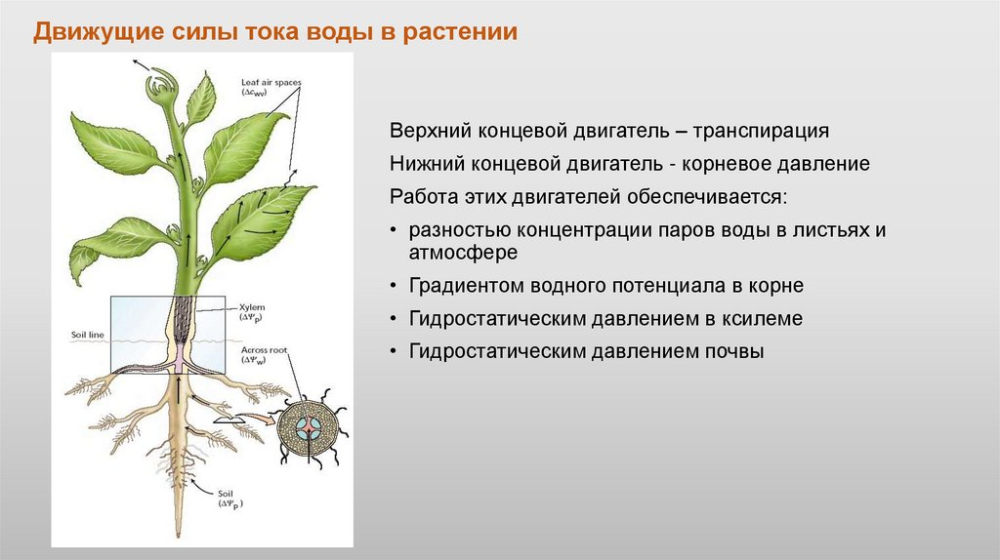 Движущие силы тока воды в растении
Leaf air spaces
(Δcwv)
Xylem
(ΔΨp)
Soil line
Across root
(ΔΨw)
Soil
(ΔΨp )
Верхний концевой двигатель – транспирация
Нижний концевой двигатель - корневое давление
Работа этих двигателей обеспечивается:
• разностью концентрации паров воды в листьях и
атмосфере
• Градиентом водного потенциала в корне
• Гидростатическим давлением в ксилеме
• Гидростатическим давлением почвы